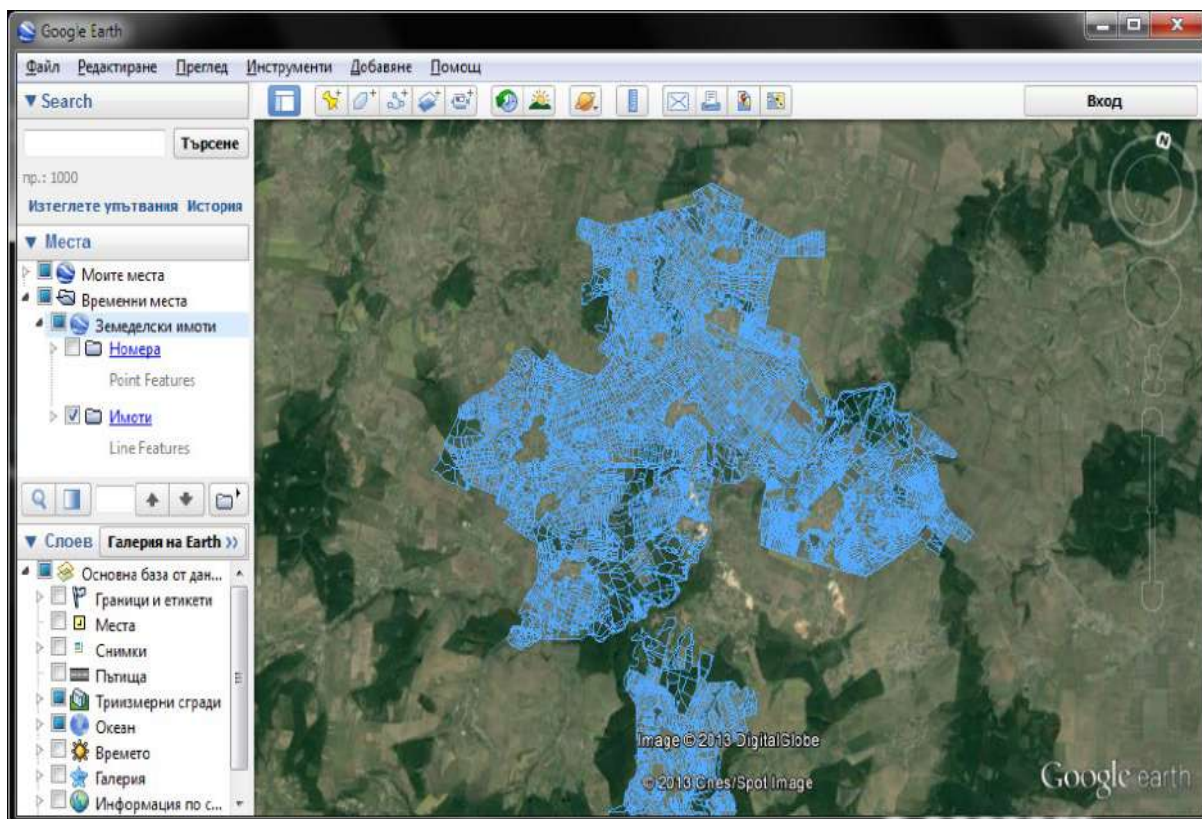 Google Earth
Файл Редактиране Преглед Инструменти Добавяне Помощ
Search
Вход
Търсене
пр.: 1000
Изтеглете упътвания История
Места
Моите места
Временни места
Земеделски имоти
Номера
Point Features
Имоти
Line Features
Слоев Галерия на Earth »
Основна база от дан...
Граници и етикети
Места
Снимки
Пътища
Триизмерни сгради
Океан
Времето
Галерия
Информация по с...
N
Image © 2013 DigitalGlobe
© 2013 Cnes/Spot Image
Google earth